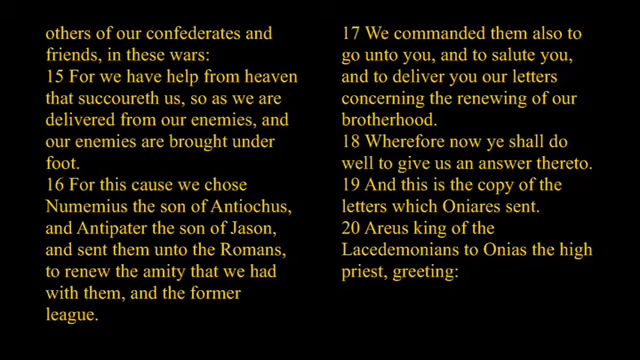 others of our confederates and
friends, in these wars:
15 For we have help from heaven
that succoureth us, so as we are
delivered from our enemies, and
our enemies are brought under
foot.
16 For this cause we chose
Numemius the son of Antiochus,
and Antipater the son of Jason,
and sent them unto the Romans,
to renew the amity that we had
with them, and the former
league.
17 We commanded them also to
go unto you, and to salute you,
and to deliver you our letters
concerning the renewing of our
brotherhood.
18 Wherefore now ye shall do
well to give us an answer thereto.
19 And this is the copy of the
letters which Oniares sent.
20 Areus king of the
Lacedemonians to Onias the high
priest, greeting: